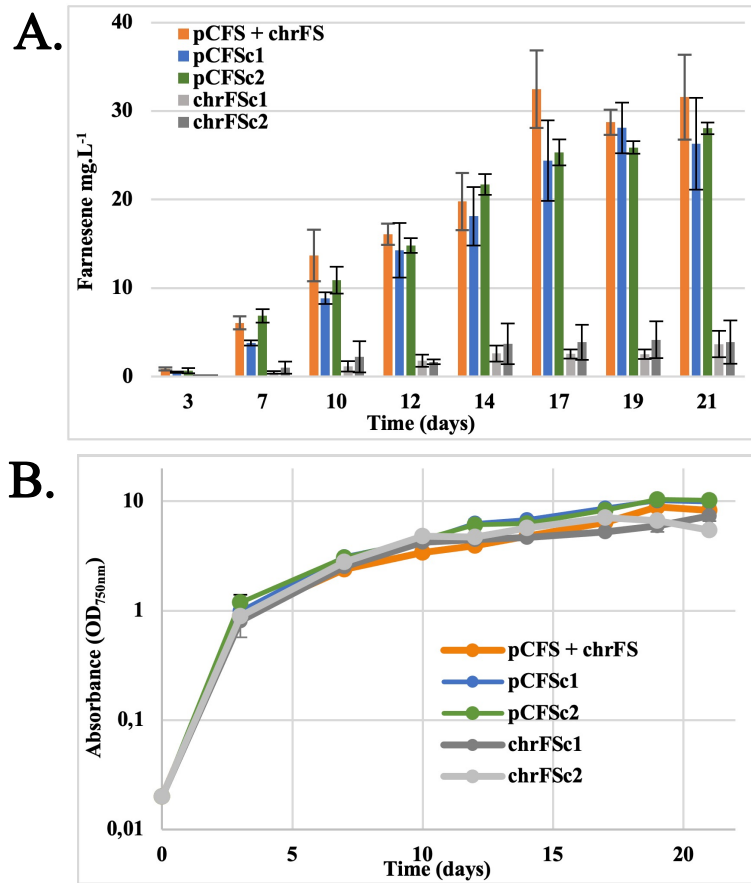 A.
pCFS + chrFS
pCFSc1
pCFSc2
chrFSc1
chrFSc2
Farnesene mg.L⁻¹
40
30
20
10
0
3 7 10 12 14 17 19 21
Time (days)
B.
Absorbance (OD₇₅₀ₙₘ)
10
1
0,1
0,01
pCFS + chrFS
pCFSc1
pCFSc2
chrFSc1
chrFSc2
0 5 10 15 20
Time (days)